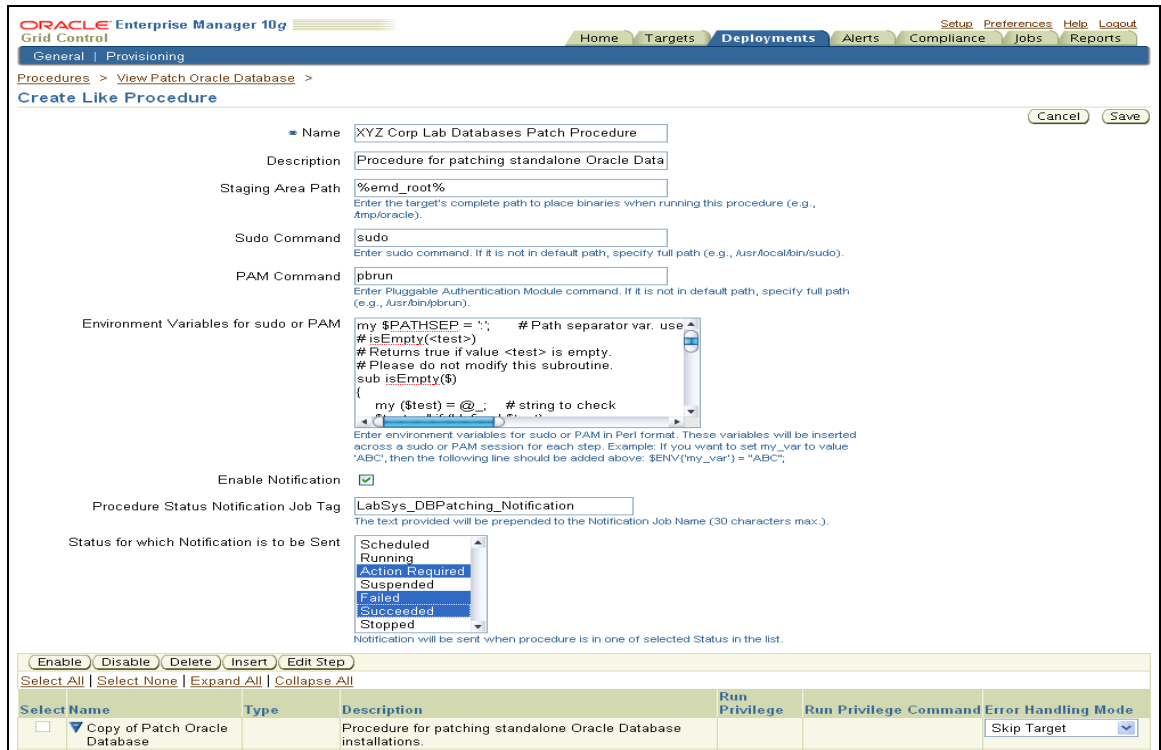 ORACLE Enterprise Manager 10g
Grid Control
Setup Preferences Help Logout
Home Targets Deployments Alerts Compliance Jobs Reports
General | Provisioning
Procedures > View Patch Oracle Database >
Create Like Procedure
Cancel Save
* Name XYZ Corp Lab Databases Patch Procedure
Description Procedure for patching standalone Oracle Data
Staging Area Path %emd_root%
Enter the target's complete path to place binaries when running this procedure (e.g.,
/tmp/oracle).
Sudo Command sudo
Enter sudo command. If it is not in default path, specify full path (e.g., /usr/local/bin/sudo).
PAM Command pbrun
Enter Pluggable Authentication Module command. If it is not in default path, specify full path
(e.g., /usr/bin/pbrun).
Environment Variables for sudo or PAM my $PATHSEP = ':'; # Path separator var. use
# isEmpty(<test>)
# Returns true if value <test> is empty.
# Please do not modify this subroutine.
sub isEmpty($)
{
my ($test) = @_; # string to check
Enter environment variables for sudo or PAM in Perl format. These variables will be inserted
across a sudo or PAM session for each step. Example: If you want to set my_var to value
'ABC', then the following line should be added above: $ENV{'my_var'} = "ABC";
Enable Notification
Procedure Status Notification Job Tag LabSys_DBPatching_Notification
The text provided will be prepended to the Notification Job Name (30 characters max.).
Status for which Notification is to be Sent Scheduled
Running
Action Required
Suspended
Failed
Succeeded
Stopped
Notification will be sent when procedure is in one of selected Status in the list.
Enable Disable Delete Insert Edit Step
Select All | Select None | Expand All | Collapse All
Select Name Type Description Run Privilege Run Privilege Command Error Handling Mode
Copy of Patch Oracle Database Procedure for patching standalone Oracle Database installations. Skip Target